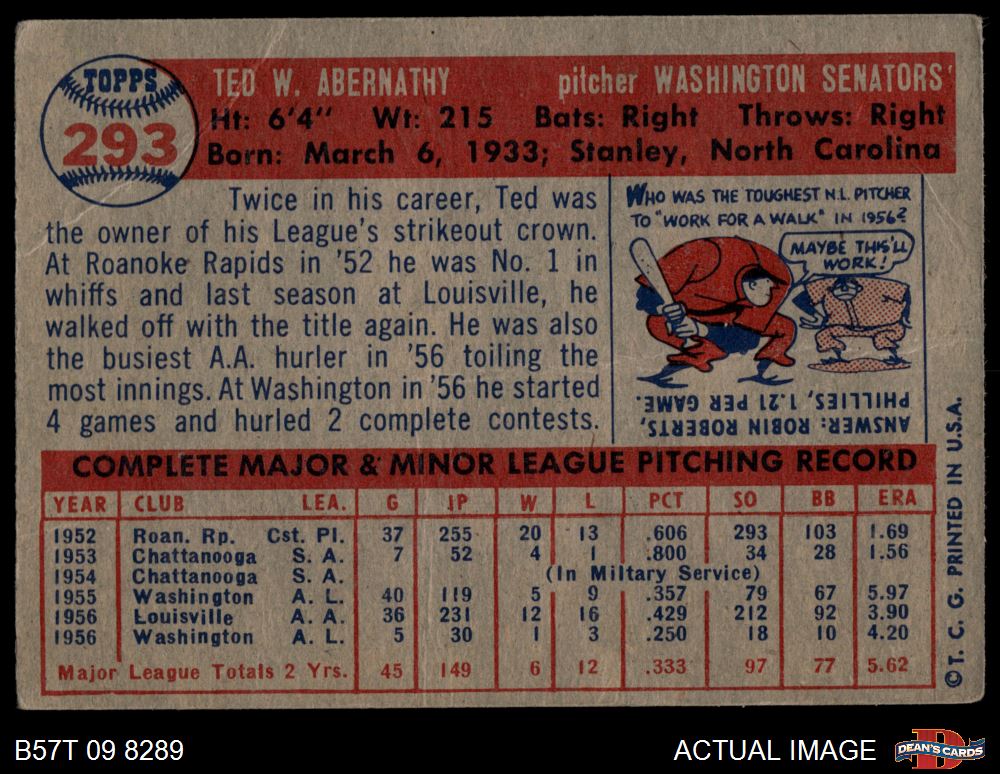 TOPPS
293
TED W. ABERNATHY pitcher WASHINGTON SENATORS
Ht: 6'4" Wt: 215 Bats: Right Throws: Right
Born: March 6, 1933; Stanley, North Carolina
Twice in his career, Ted was
the owner of his League's strikeout crown.
At Roanoke Rapids in '52 he was No. 1 in
whiffs and last season at Louisville, he
walked off with the title again. He was also
the busiest A.A. hurler in '56 toiling the
most innings. At Washington in '56 he started
4 games and hurled 2 complete contests.
WHO WAS THE TOUGHEST N.L. PITCHER
TO "WORK FOR A WALK" IN 1956?
MAYBE THIS'LL
WORK!
ANSWER: ROBIN ROBERTS,
PHILLIES, 1.21 PER GAME.
COMPLETE MAJOR & MINOR LEAGUE PITCHING RECORD
YEAR CLUB LEA. G IP W L PCT SO BB ERA
1952 Roan. Rp. Cst. Pl. 37 255 20 13 .606 293 103 1.69
1953 Chattanooga S. A. 7 52 4 1 .800 34 28 1.56
1954 Chattanooga S. A. (In Military Service)
1955 Washington A. L. 40 119 5 9 .357 79 67 5.97
1956 Louisville A. A. 36 231 12 16 .429 212 92 3.90
1956 Washington A. L. 5 30 1 3 .250 18 10 4.20
Major League Totals 2 Yrs. 45 149 6 12 .333 97 77 5.62
©T. C. G. PRINTED IN U.S.A.
B57T 09 8289 ACTUAL IMAGE
DEAN'S CARDS